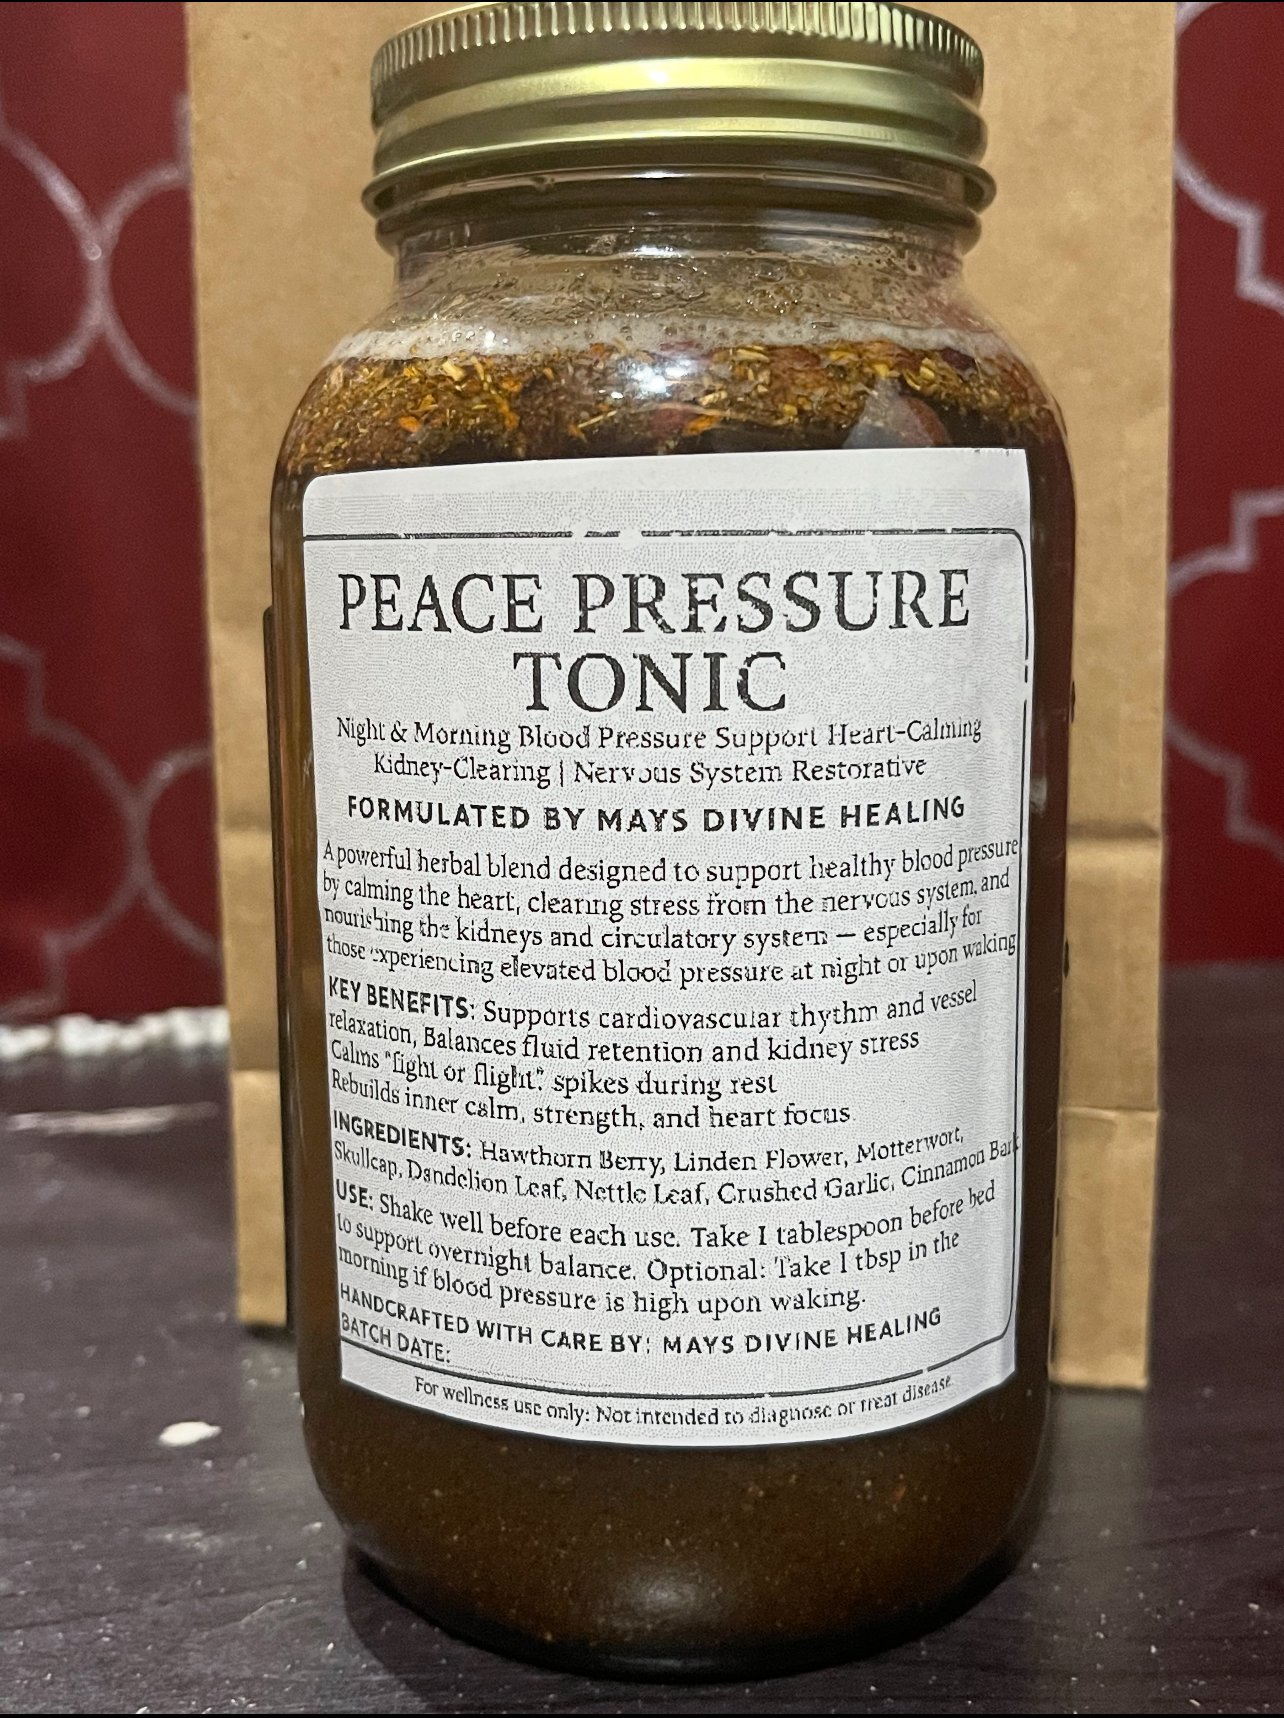 PEACE PRESSURE
TONIC
Night & Morning Blood Pressure Support Heart-Calming
Kidney-Clearing | Nervous System Restorative
FORMULATED BY MAYS DIVINE HEALING
A powerful herbal blend designed to support healthy blood pressure
by calming the heart, clearing stress from the nervous system, and
nourishing the kidneys and circulatory system — especially for
those experiencing elevated blood pressure at night or upon waking
KEY BENEFITS: Supports cardiovascular thythm and vessel
relaxation, Balances fluid retention and kidney stress
Calms "fight or flight". spikes during rest
Rebuilds inner calm, strength, and heart focus
INGREDIENTS: Hawthorn Berry, Linden Flower, Motterwort,
Skullcap, Dandelion Leaf, Nettle Leaf, Crushed Garlic, Cinnamon Bark
USE: Shake well before each use. Take 1 tablespoon before bed
to support overnight balance. Optional: Take 1 tbsp in the
morning if blood pressure is high upon waking.
HANDCRAFTED WITH CARE BY: MAYS DIVINE HEALING
BATCH DATE:
For wellness use only: Not intended to diagnose or treat disease